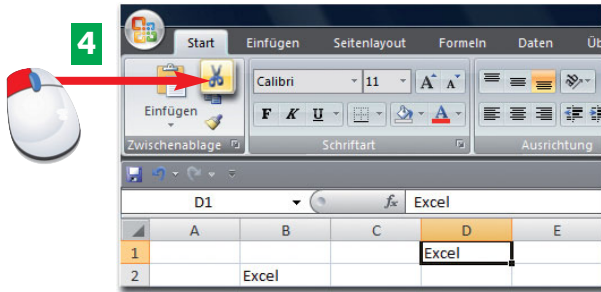 4
Start Einfügen Seitenlayout Formeln Daten Üb
Calibri 11 A A
Einfügen
F K U A
Zwischenablage Schriftart Ausrichtung
D1 fx Excel
A B C D E
1 Excel
2 Excel